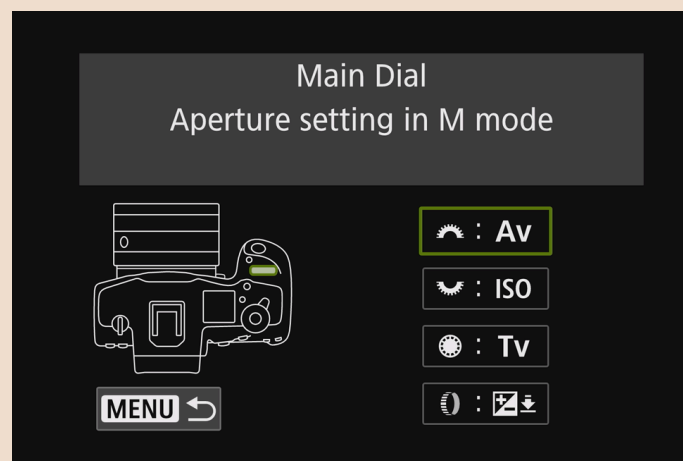 Main Dial
Aperture setting in M mode
: Av
: ISO
: Tv
:
MENU